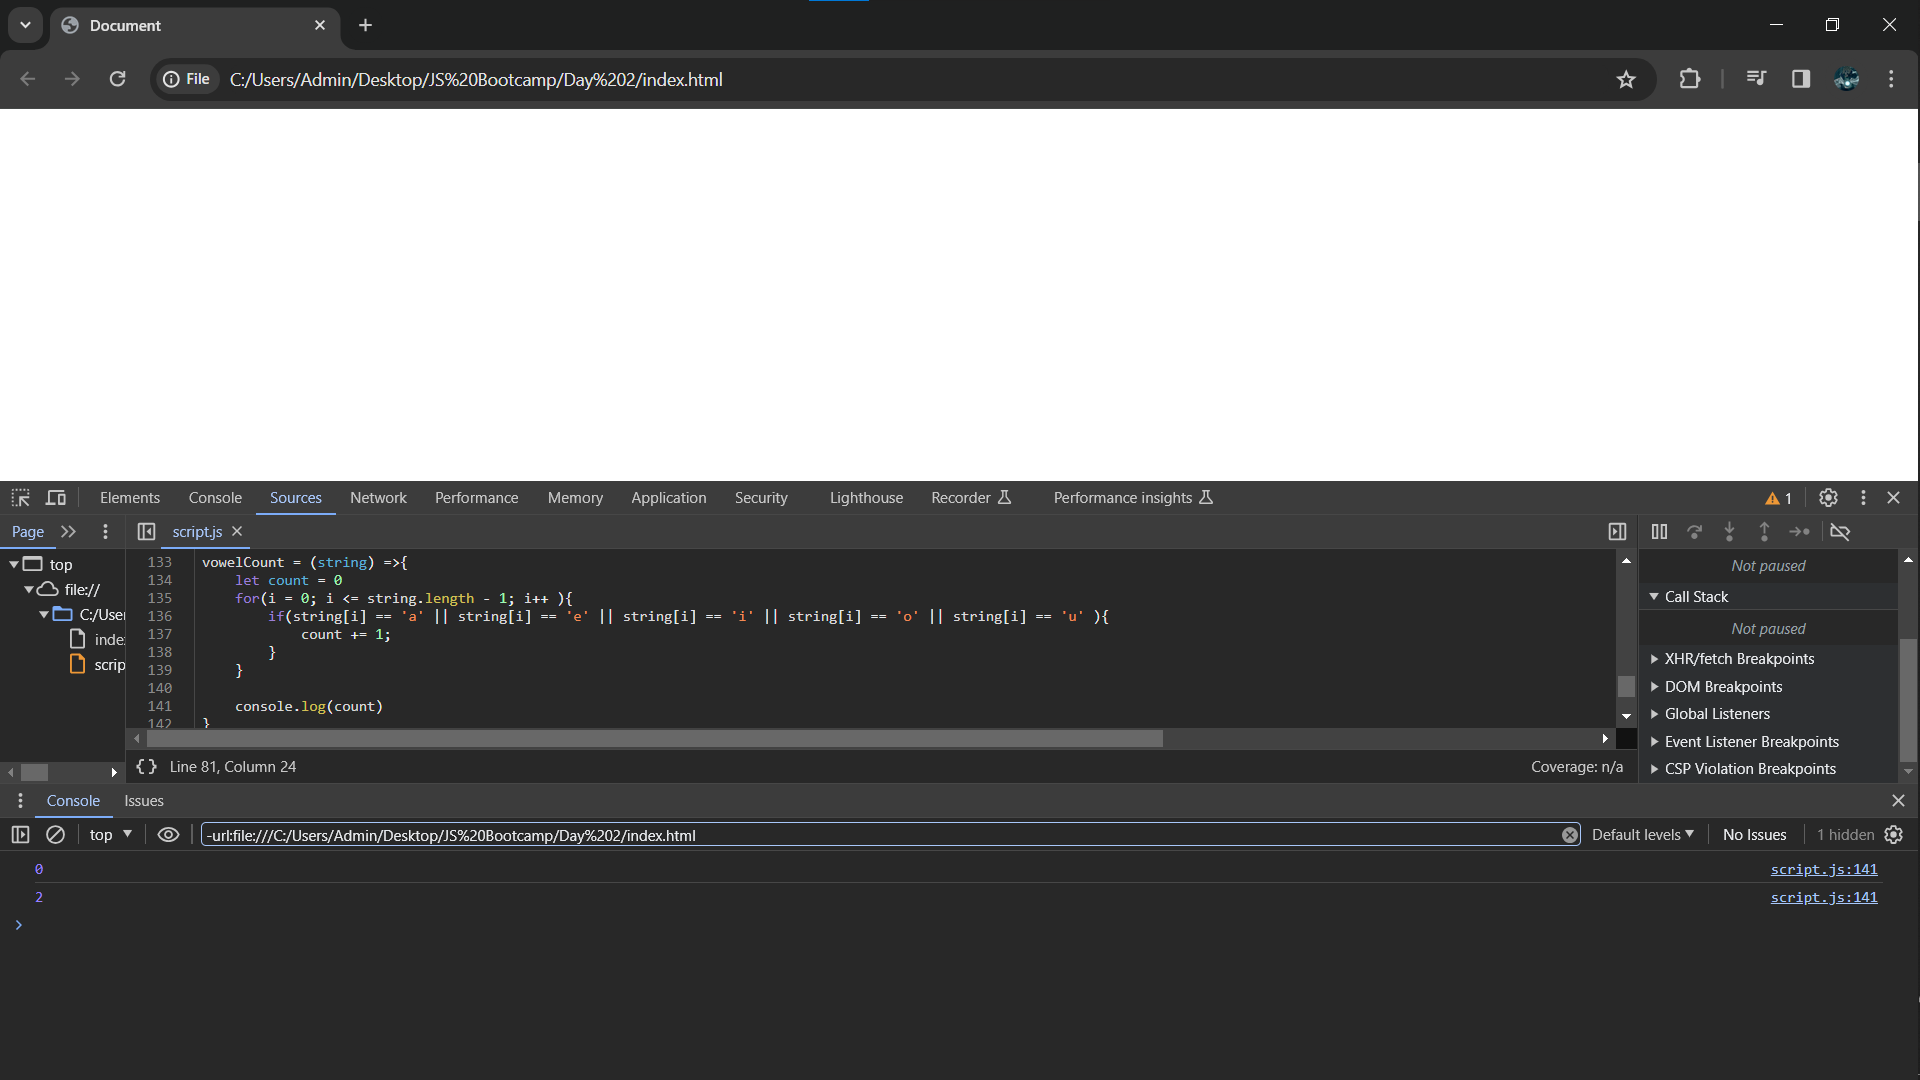 Document
File C:/Users/Admin/Desktop/JS%20Bootcamp/Day%202/index.html
Elements Console Sources Network Performance Memory Application Security Lighthouse Recorder Performance insights 1
Page script.js
top
file://
C:/User
index
scrip
133 vowelCount = (string) =>{
134 let count = 0
135 for(i = 0; i <= string.length - 1; i++ ){
136 if(string[i] == 'a' || string[i] == 'e' || string[i] == 'i' || string[i] == 'o' || string[i] == 'u' ){
137 count += 1;
138 }
139 }
140
141 console.log(count)
142 }
{ } Line 81, Column 24 Coverage: n/a
Not paused
Call Stack
Not paused
XHR/fetch Breakpoints
DOM Breakpoints
Global Listeners
Event Listener Breakpoints
CSP Violation Breakpoints
Console Issues
top -url:file:///C:/Users/Admin/Desktop/JS%20Bootcamp/Day%202/index.html Default levels No Issues 1 hidden
0 script.js:141
2 script.js:141